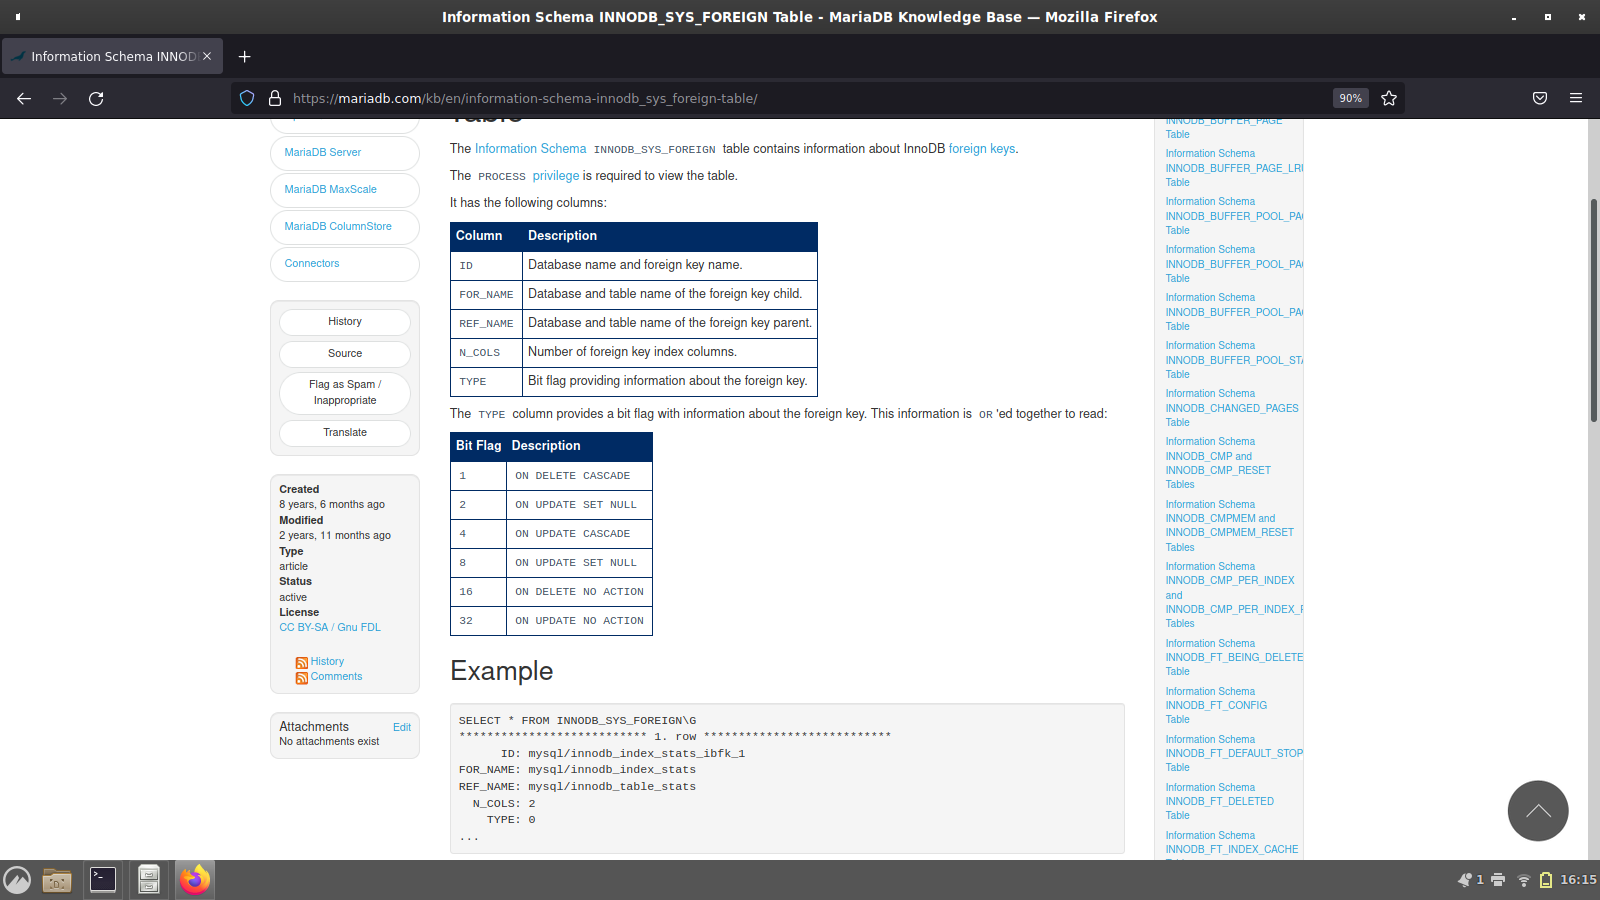 Information Schema INNODB_SYS_FOREIGN Table - MariaDB Knowledge Base — Mozilla Firefox
Information Schema INNOD
https://mariadb.com/kb/en/information-schema-innodb_sys_foreign-table/
90%
MariaDB Server
MariaDB MaxScale
MariaDB ColumnStore
Connectors
History
Source
Flag as Spam /
Inappropriate
Translate
Created
8 years, 6 months ago
Modified
2 years, 11 months ago
Type
article
Status
active
License
CC BY-SA / Gnu FDL
History
Comments
Attachments Edit
No attachments exist
Table
The Information Schema INNODB_SYS_FOREIGN table contains information about InnoDB foreign keys.
The PROCESS privilege is required to view the table.
It has the following columns:
Column Description
ID Database name and foreign key name.
FOR_NAME Database and table name of the foreign key child.
REF_NAME Database and table name of the foreign key parent.
N_COLS Number of foreign key index columns.
TYPE Bit flag providing information about the foreign key.
The TYPE column provides a bit flag with information about the foreign key. This information is OR 'ed together to read:
Bit Flag Description
1 ON DELETE CASCADE
2 ON UPDATE SET NULL
4 ON UPDATE CASCADE
8 ON UPDATE SET NULL
16 ON DELETE NO ACTION
32 ON UPDATE NO ACTION
Example
SELECT * FROM INNODB_SYS_FOREIGN\G
*************************** 1. row ***************************
ID: mysql/innodb_index_stats_ibfk_1
FOR_NAME: mysql/innodb_index_stats
REF_NAME: mysql/innodb_table_stats
N_COLS: 2
TYPE: 0
...
INNODB_BUFFER_PAGE
Table
Information Schema
INNODB_BUFFER_PAGE_LRU
Table
Information Schema
INNODB_BUFFER_POOL_PAG
Table
Information Schema
INNODB_BUFFER_POOL_PAG
Table
Information Schema
INNODB_BUFFER_POOL_PAG
Table
Information Schema
INNODB_BUFFER_POOL_STA
Table
Information Schema
INNODB_CHANGED_PAGES
Table
Information Schema
INNODB_CMP and
INNODB_CMP_RESET
Tables
Information Schema
INNODB_CMPMEM and
INNODB_CMPMEM_RESET
Tables
Information Schema
INNODB_CMP_PER_INDEX
and
INNODB_CMP_PER_INDEX_R
Tables
Information Schema
INNODB_FT_BEING_DELETE
Table
Information Schema
INNODB_FT_CONFIG
Table
Information Schema
INNODB_FT_DEFAULT_STOP
Table
Information Schema
INNODB_FT_DELETED
Table
Information Schema
INNODB_FT_INDEX_CACHE
1
16:15